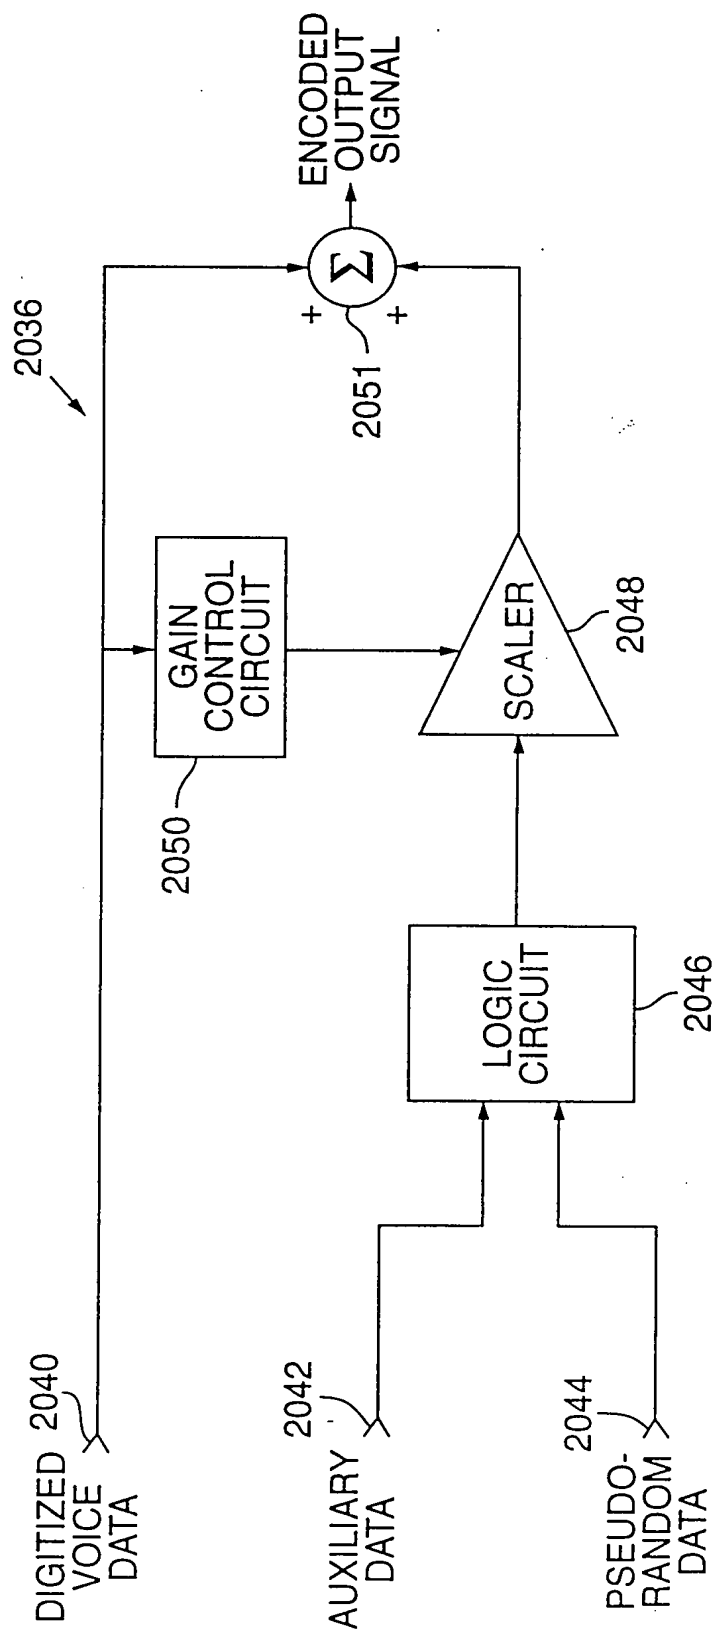 2036
DIGITIZED
VOICE
DATA
2040
GAIN
CONTROL
CIRCUIT
2050
ENCODED
OUTPUT
SIGNAL
Σ
+
+
2051
AUXILIARY
DATA
2042
LOGIC
CIRCUIT
2046
SCALER
2048
PSEUDO-
RANDOM
DATA
2044